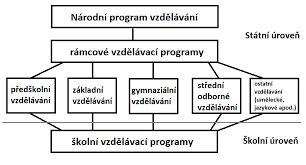 Národní program vzdělávání
Státní úroveň
rámcové vzdělávací programy
předškolní
vzdělávání
základní
vzdělávání
gymnaziální
vzdělávání
střední
odborné
vzdělávání
ostatní
vzdělávání
(umělecké,
jazykové apod.)
školní vzdělávací programy
Školní úroveň